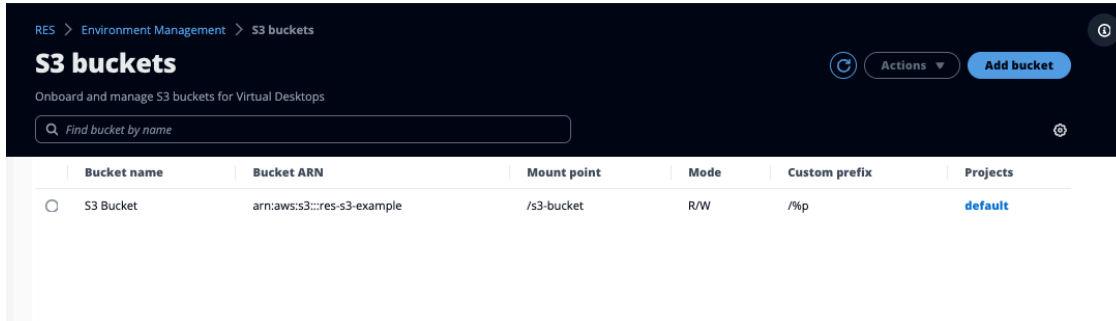 RES > Environment Management > S3 buckets
S3 buckets
Actions ▼
Add bucket
Onboard and manage S3 buckets for Virtual Desktops
Find bucket by name
Bucket name Bucket ARN Mount point Mode Custom prefix Projects
S3 Bucket arn:aws:s3:::res-s3-example /s3-bucket R/W /%p default